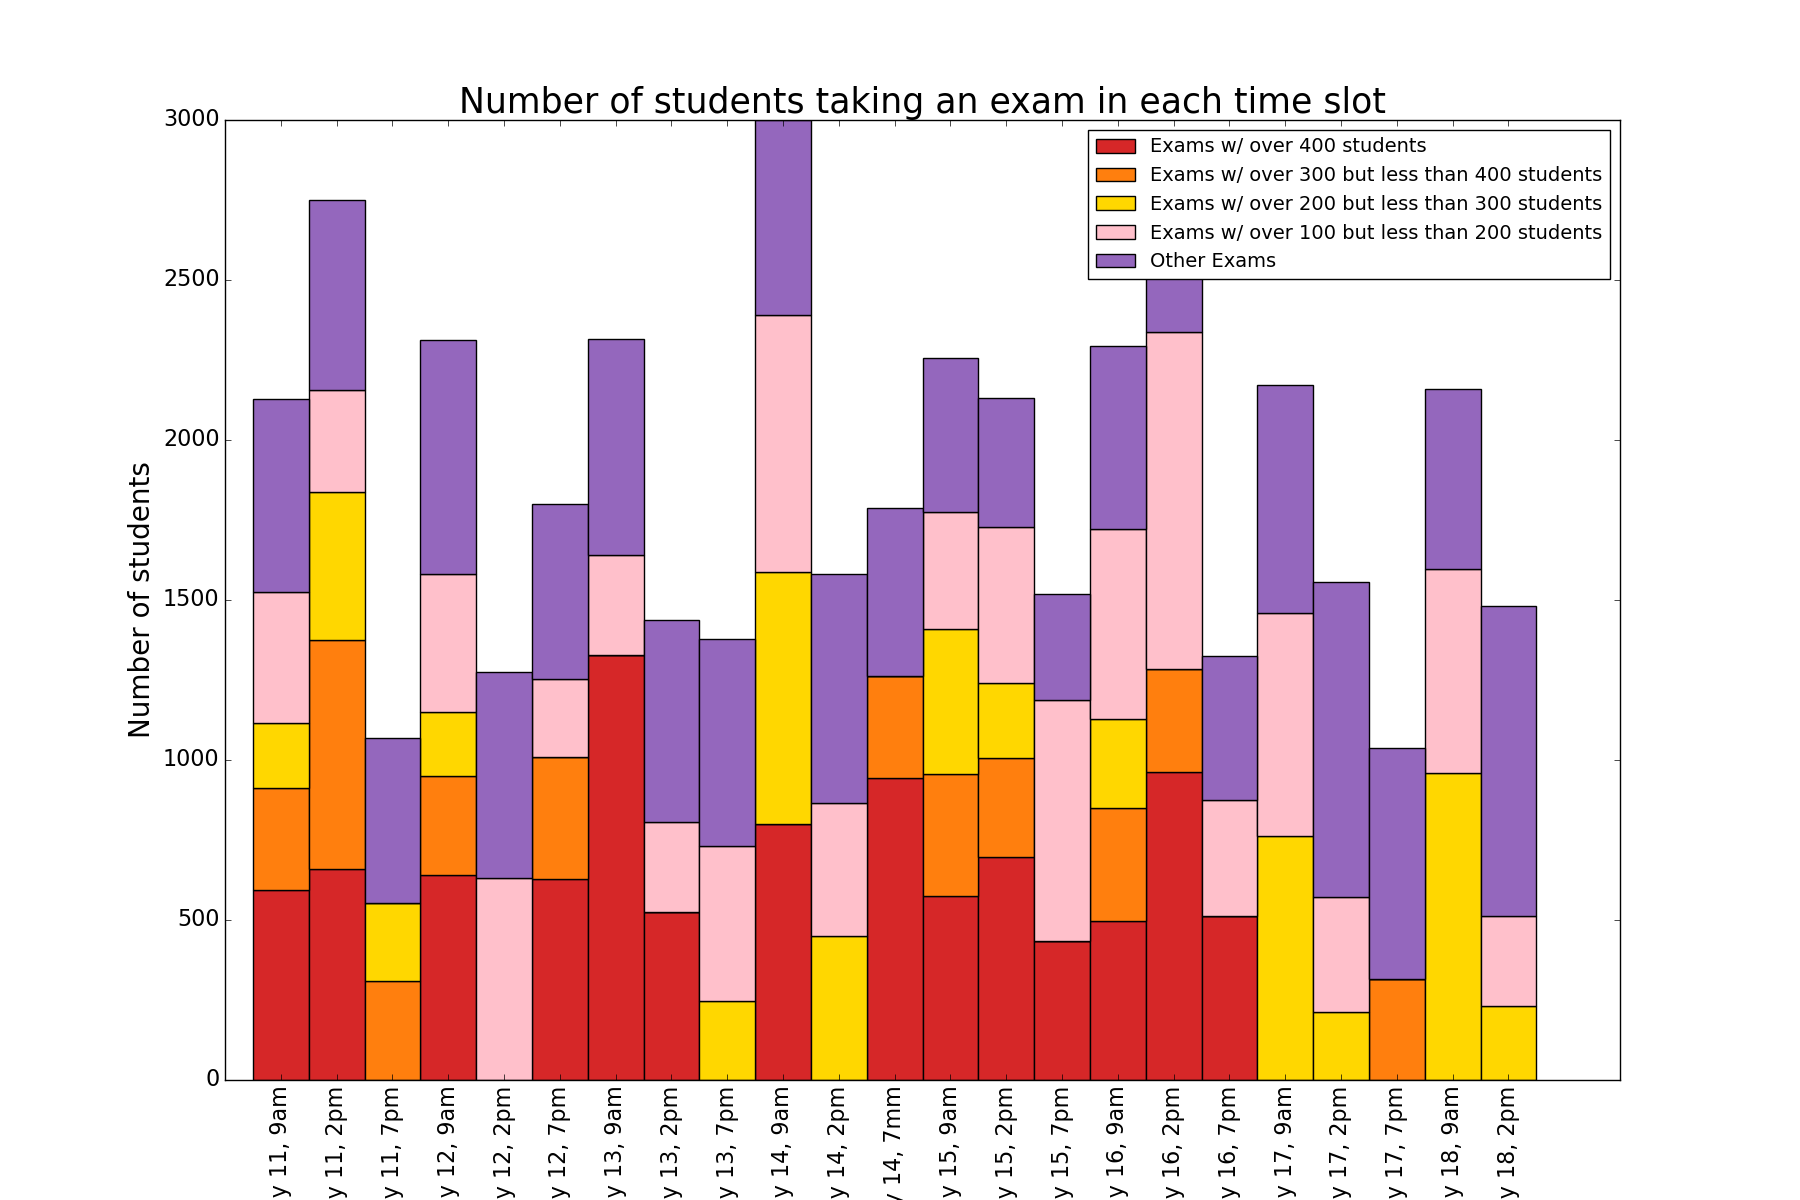 Number of students taking an exam in each time slot
3000
2500
2000
1500
1000
500
0
Number of students
Exams w/ over 400 students
Exams w/ over 300 but less than 400 students
Exams w/ over 200 but less than 300 students
Exams w/ over 100 but less than 200 students
Other Exams
y 11, 9am
y 11, 2pm
y 11, 7pm
y 12, 9am
y 12, 2pm
y 12, 7pm
y 13, 9am
y 13, 2pm
y 13, 7pm
y 14, 9am
y 14, 2pm
y 14, 7mm
y 15, 9am
y 15, 2pm
y 15, 7pm
y 16, 9am
y 16, 2pm
y 16, 7pm
y 17, 9am
y 17, 2pm
y 17, 7pm
y 18, 9am
y 18, 2pm